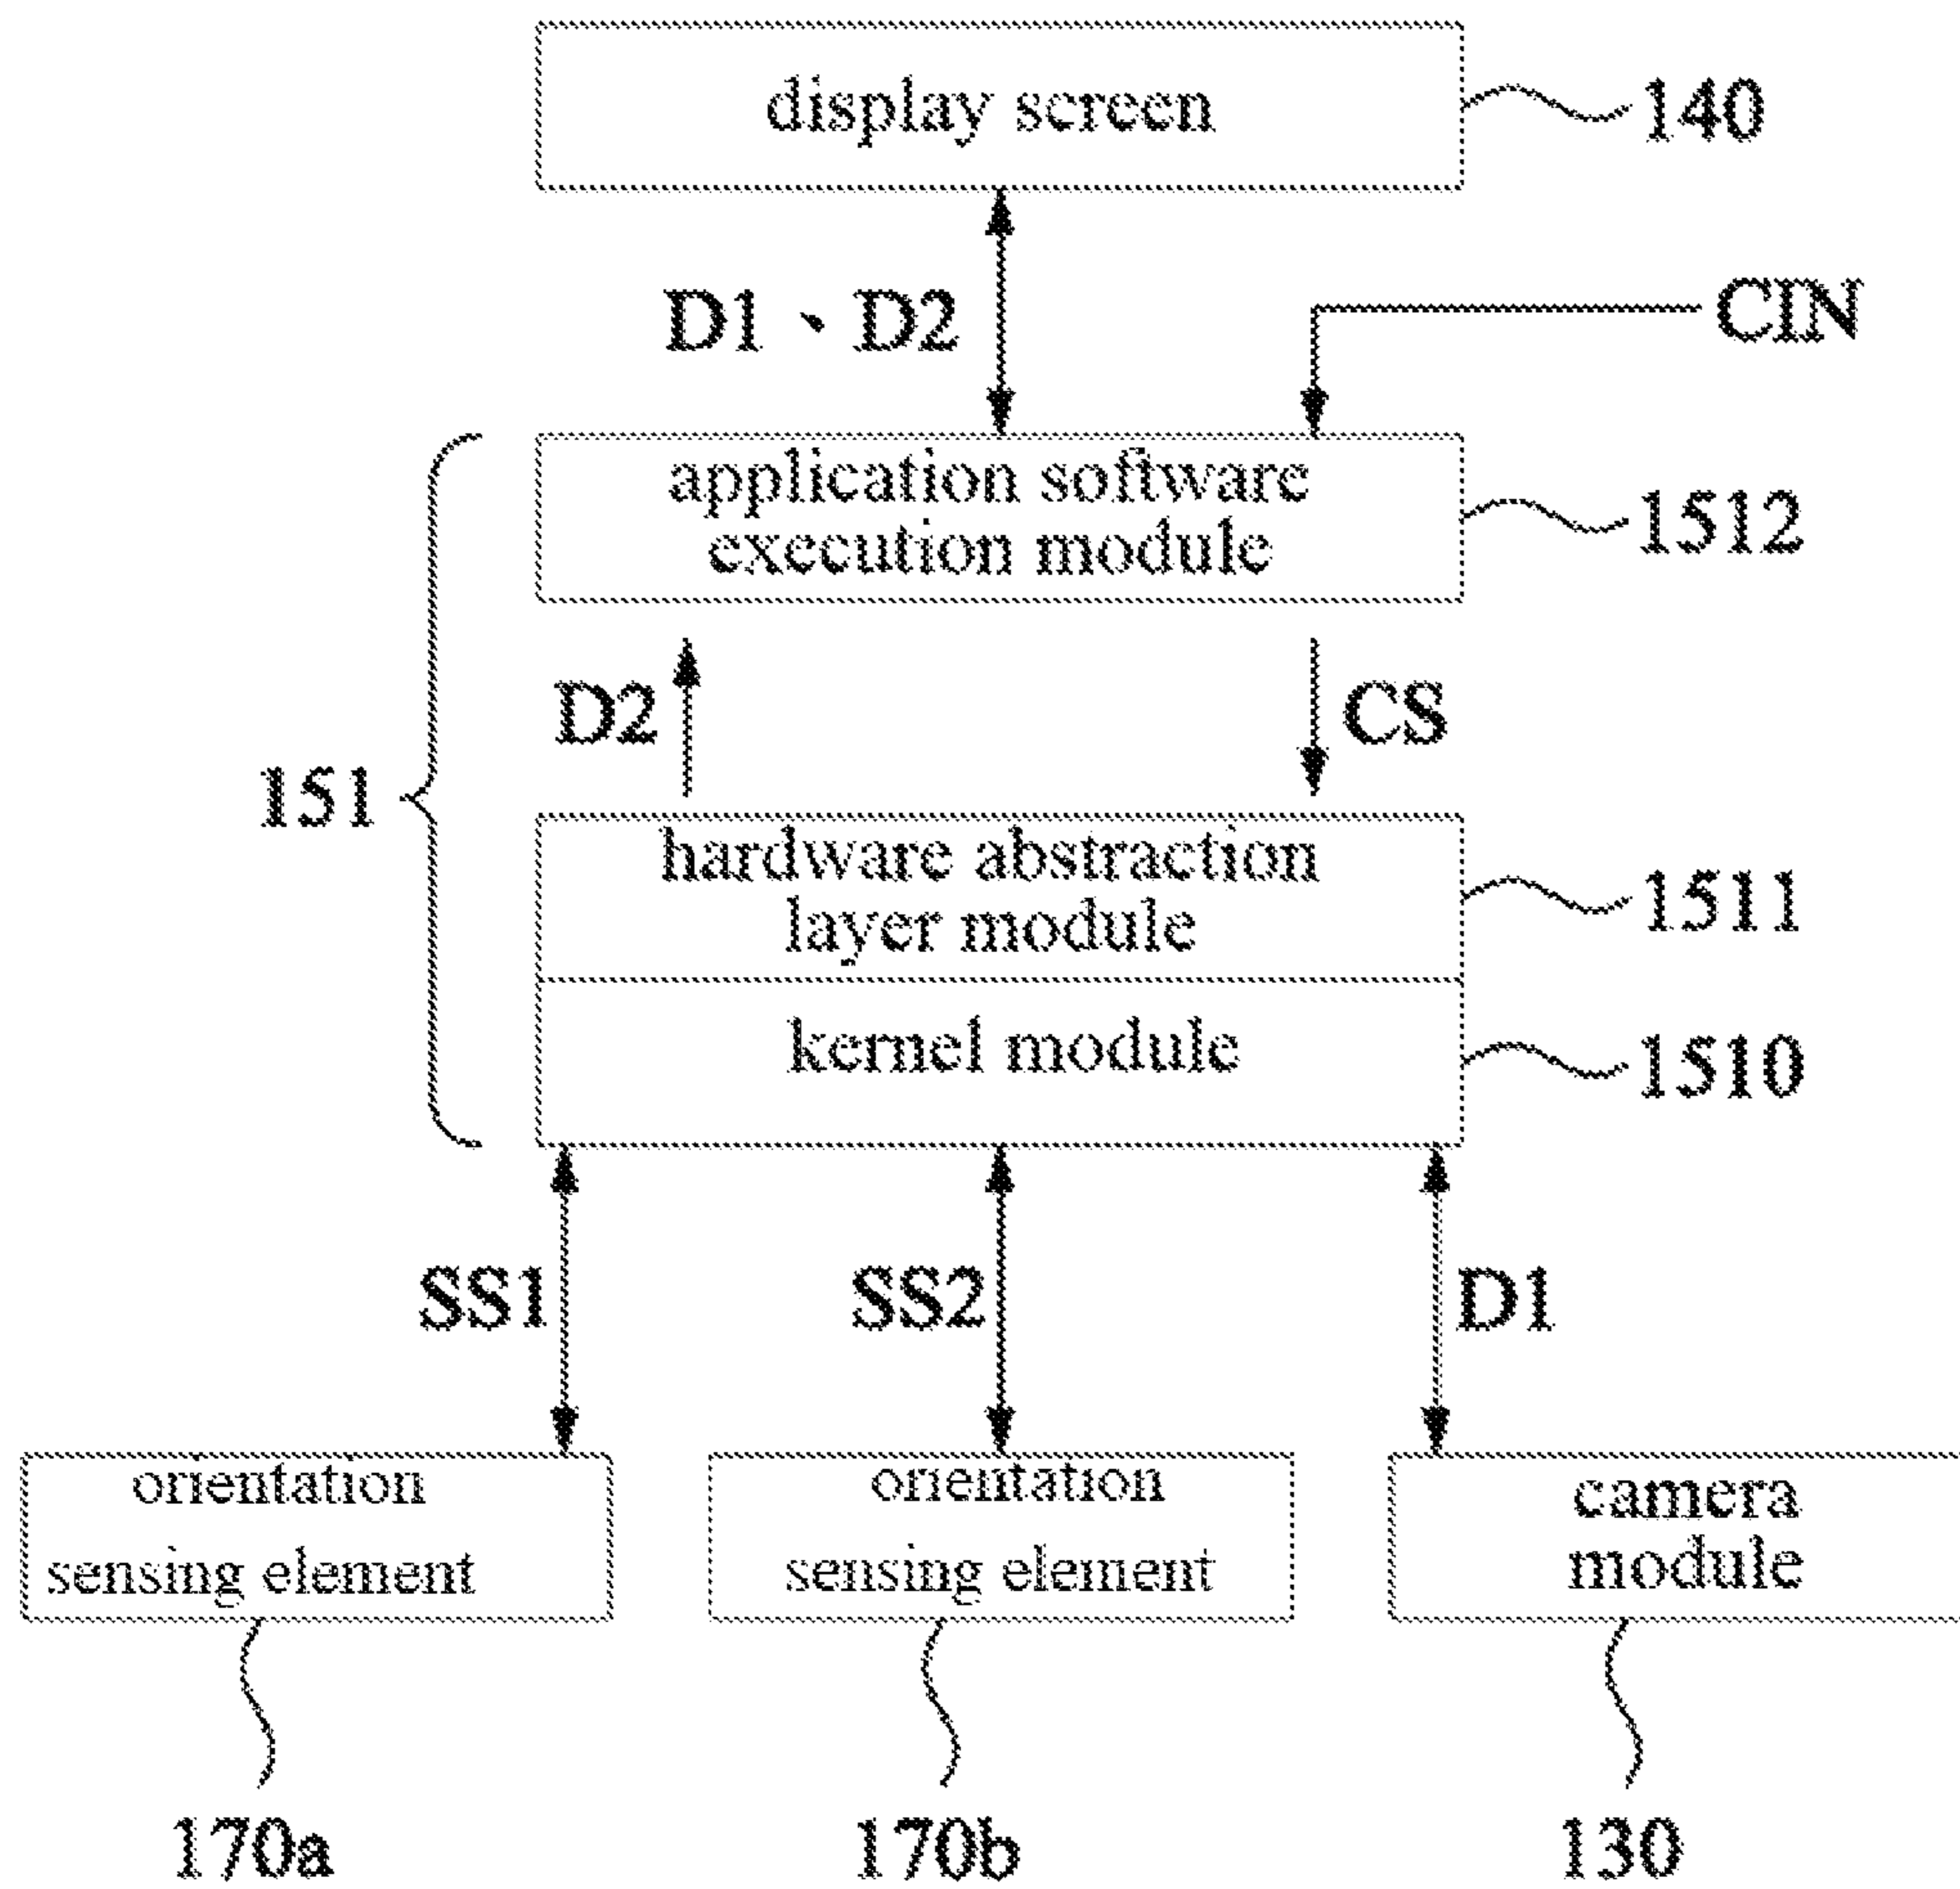 display screen
140
D1、D2
CIN
application software
execution module
1512
D2
CS
151
hardware abstraction
layer module
1511
kernel module
1510
SS1
SS2
D1
orientation
sensing element
orientation
sensing element
camera
module
170a
170b
130